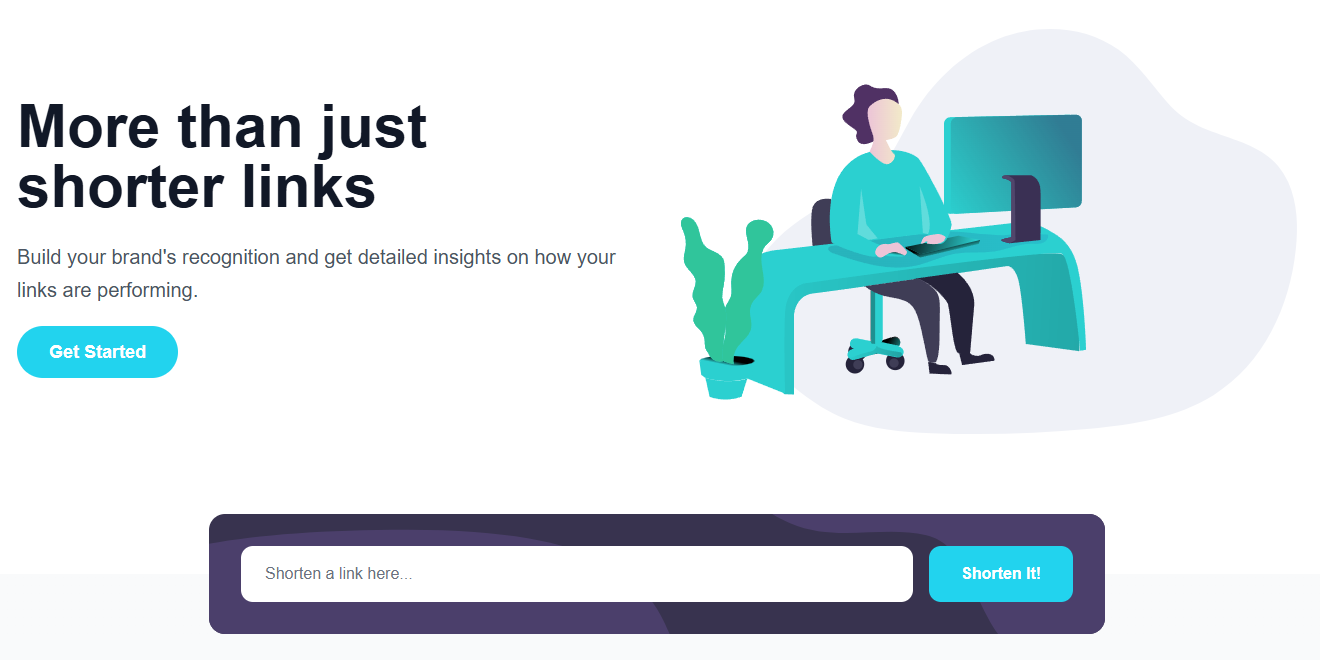 More than just
shorter links
Build your brand's recognition and get detailed insights on how your
links are performing.
Get Started
Shorten a link here...
Shorten It!